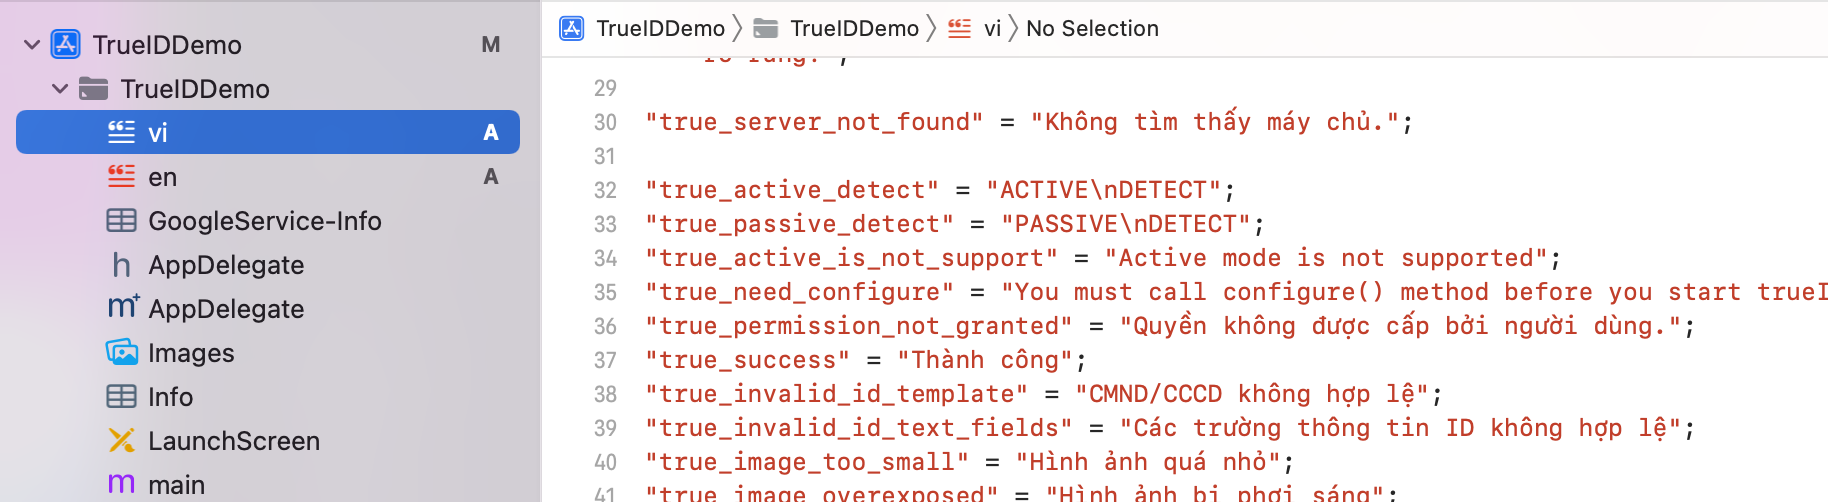 TrueIDDemo M
TrueIDDemo
vi A
en A
GoogleService-Info
h AppDelegate
m+ AppDelegate
Images
Info
LaunchScreen
m main
TrueIDDemo 〉 TrueIDDemo 〉 vi 〉 No Selection
29
30 "true_server_not_found" = "Không tìm thấy máy chủ.";
31
32 "true_active_detect" = "ACTIVE\nDETECT";
33 "true_passive_detect" = "PASSIVE\nDETECT";
34 "true_active_is_not_support" = "Active mode is not supported";
35 "true_need_configure" = "You must call configure() method before you start trueI
36 "true_permission_not_granted" = "Quyền không được cấp bởi người dùng.";
37 "true_success" = "Thành công";
38 "true_invalid_id_template" = "CMND/CCCD không hợp lệ";
39 "true_invalid_id_text_fields" = "Các trường thông tin ID không hợp lệ";
40 "true_image_too_small" = "Hình ảnh quá nhỏ";
41 "true_image_overexposed" = "Hình ảnh bị phơi sáng";